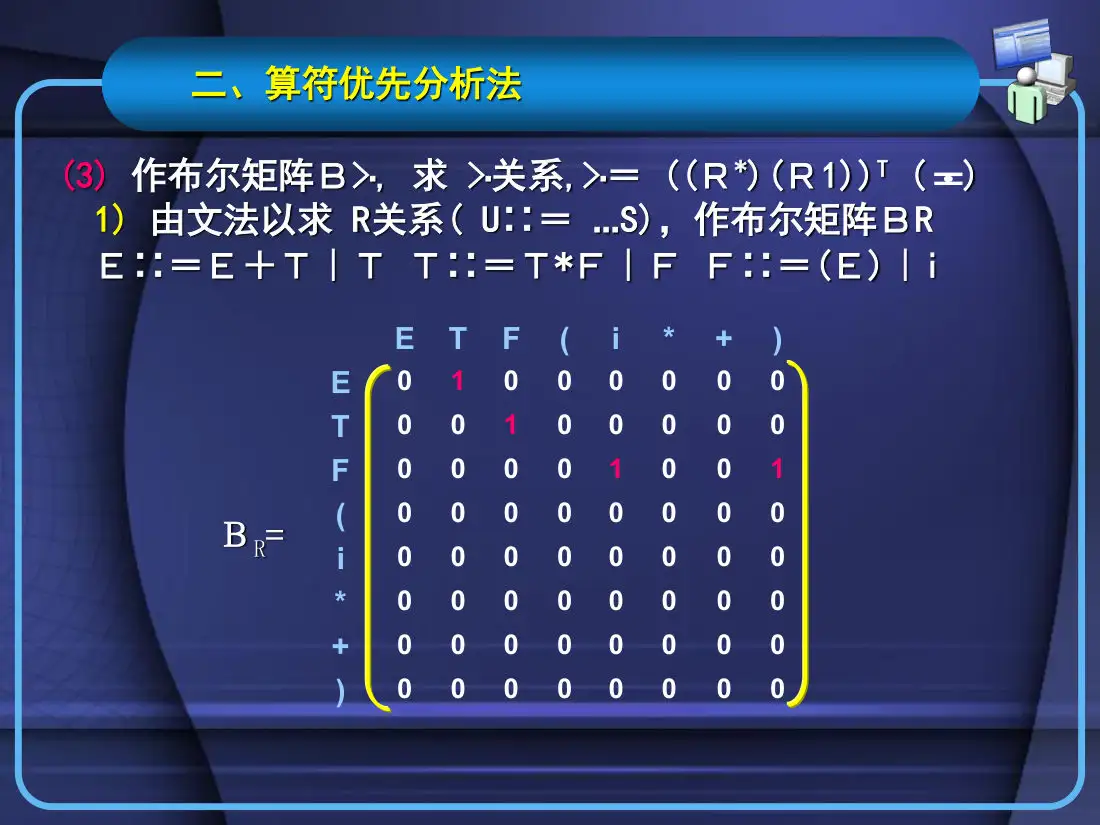 二、算符优先分析法
(3) 作布尔矩阵Ｂ⋗, 求 ⋗关系,⋗＝ ((Ｒ*)(Ｒ1))ᵀ (≐)
1) 由文法以求 R关系( U∷＝ …S)，作布尔矩阵ＢR
Ｅ∷＝Ｅ＋Ｔ｜Ｔ Ｔ∷＝Ｔ*Ｆ｜Ｆ Ｆ∷＝(Ｅ)｜i
E T F ( i * + )
E 0 1 0 0 0 0 0 0
T 0 0 1 0 0 0 0 0
F 0 0 0 0 1 0 0 1
( 0 0 0 0 0 0 0 0
B R=
i 0 0 0 0 0 0 0 0
* 0 0 0 0 0 0 0 0
+ 0 0 0 0 0 0 0 0
) 0 0 0 0 0 0 0 0